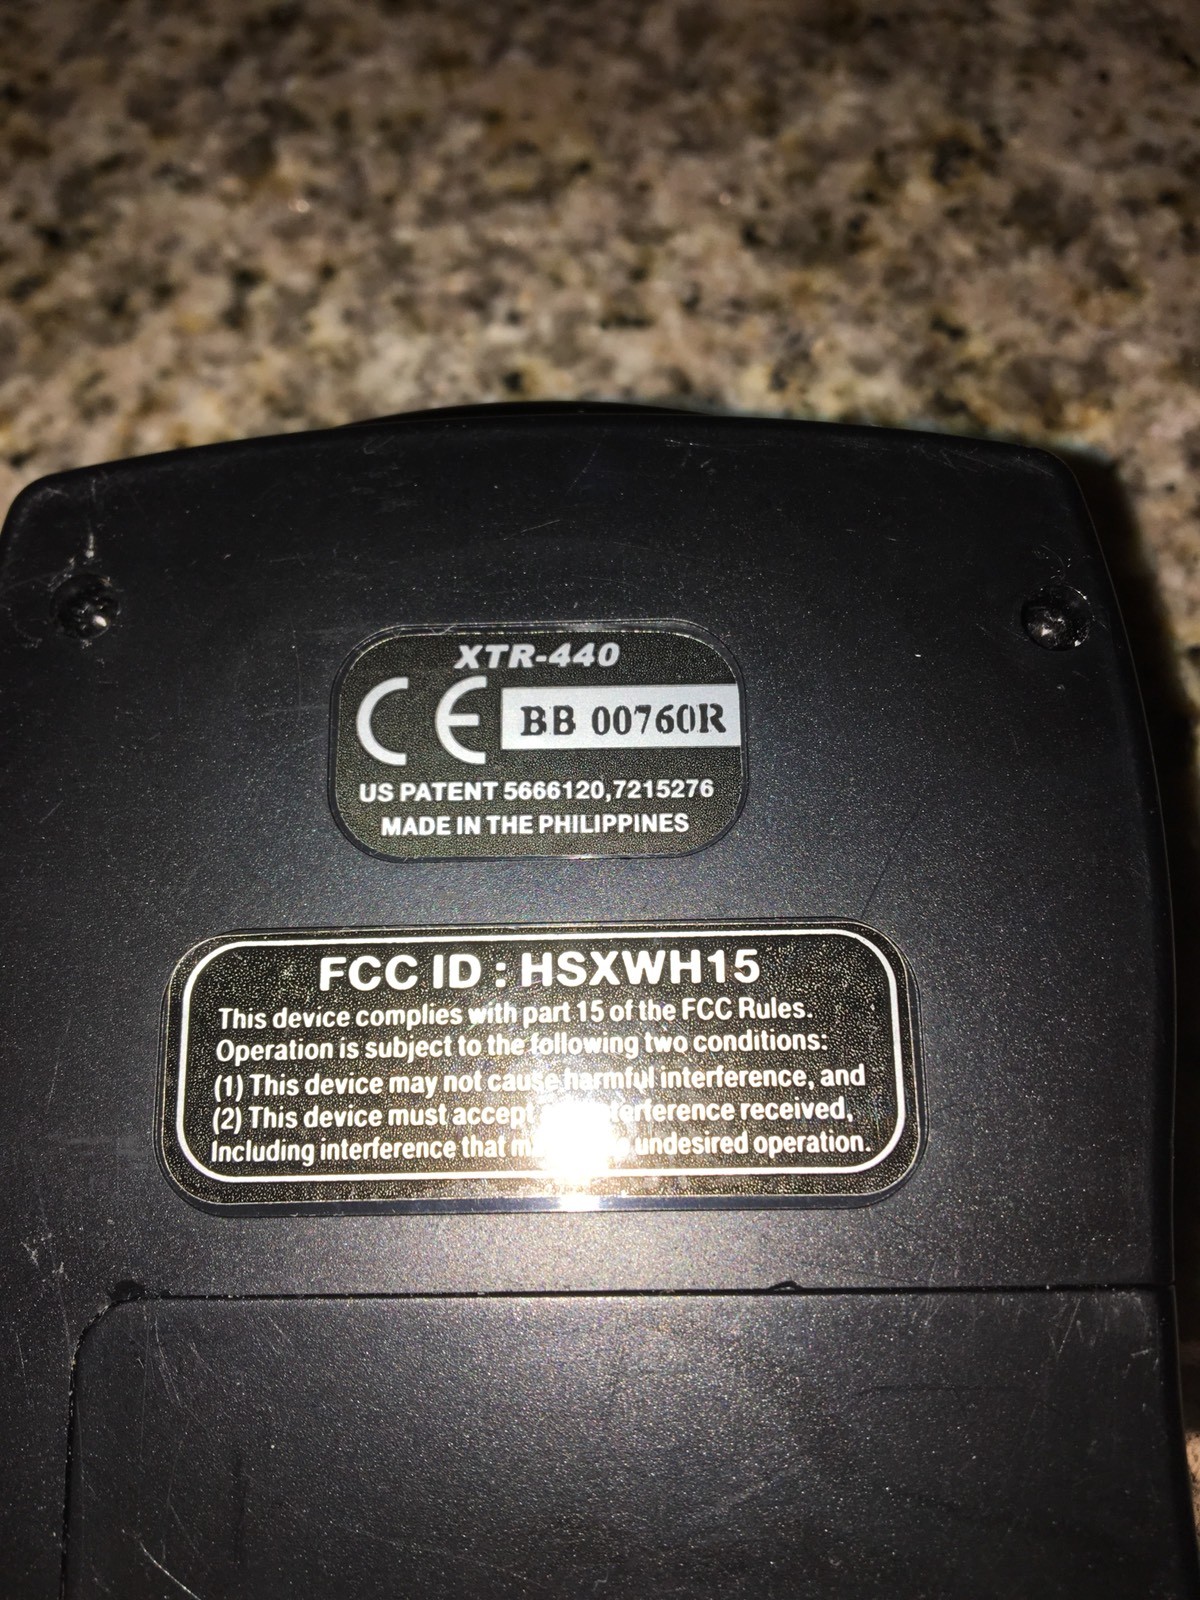 XTR-440
CE BB 00760R
US PATENT 5666120,7215276
MADE IN THE PHILIPPINES
FCC ID : HSXWH15
This device complies with part 15 of the FCC Rules.
Operation is subject to the following two conditions:
(1) This device may not cause harmful interference, and
(2) This device must accept interference received,
Including interference that undesired operation.